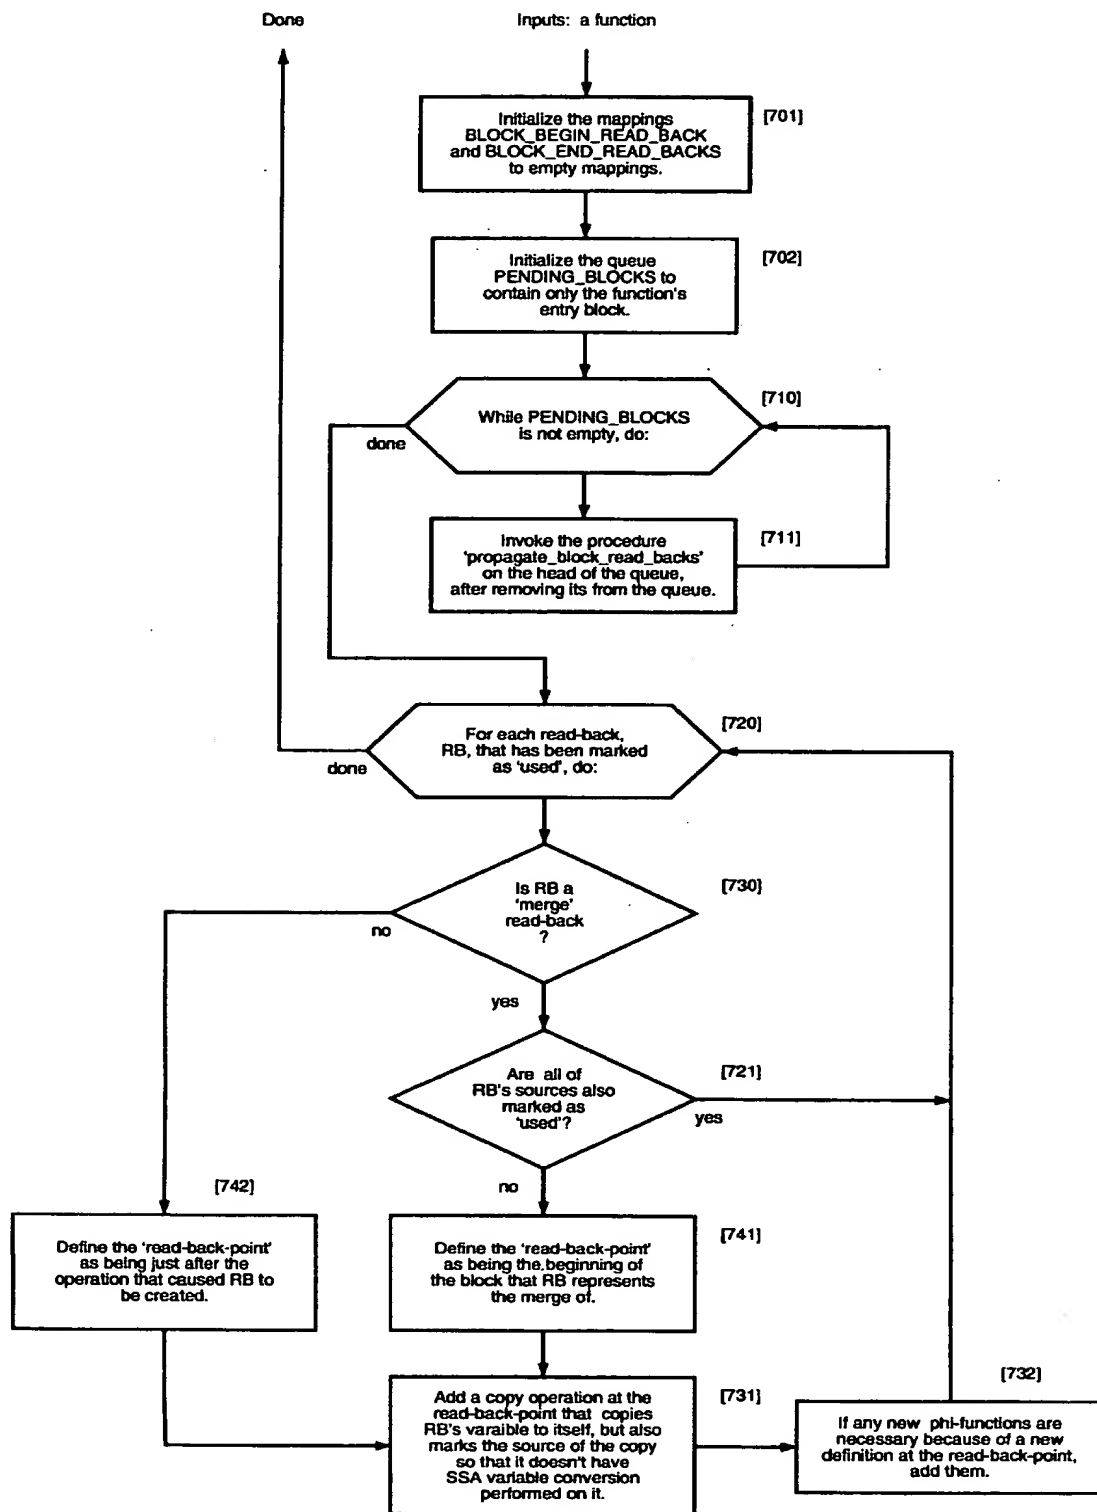 Done
Inputs: a function
Initialize the mappings
BLOCK_BEGIN_READ_BACK
and BLOCK_END_READ_BACKS
to empty mappings.
[701]
Initialize the queue
PENDING_BLOCKS to
contain only the function's
entry block.
[702]
While PENDING_BLOCKS
is not empty, do:
[710]
done
Invoke the procedure
'propagate_block_read_backs'
on the head of the queue,
after removing its from the queue.
[711]
For each read-back,
RB, that has been marked
as 'used', do:
[720]
done
Is RB a
'merge'
read-back
?
[730]
no
yes
Are all of
RB's sources also
marked as
'used'?
[721]
yes
no
[742]
Define the 'read-back-point'
as being just after the
operation that caused RB to
be created.
Define the 'read-back-point'
as being the beginning of
the block that RB represents
the merge of.
[741]
Add a copy operation at the
read-back-point that copies
RB's varaible to itself, but also
marks the source of the copy
so that it doesn't have
SSA variable conversion
performed on it.
[731]
[732]
If any new phi-functions are
necessary because of a new
definition at the read-back-point,
add them.